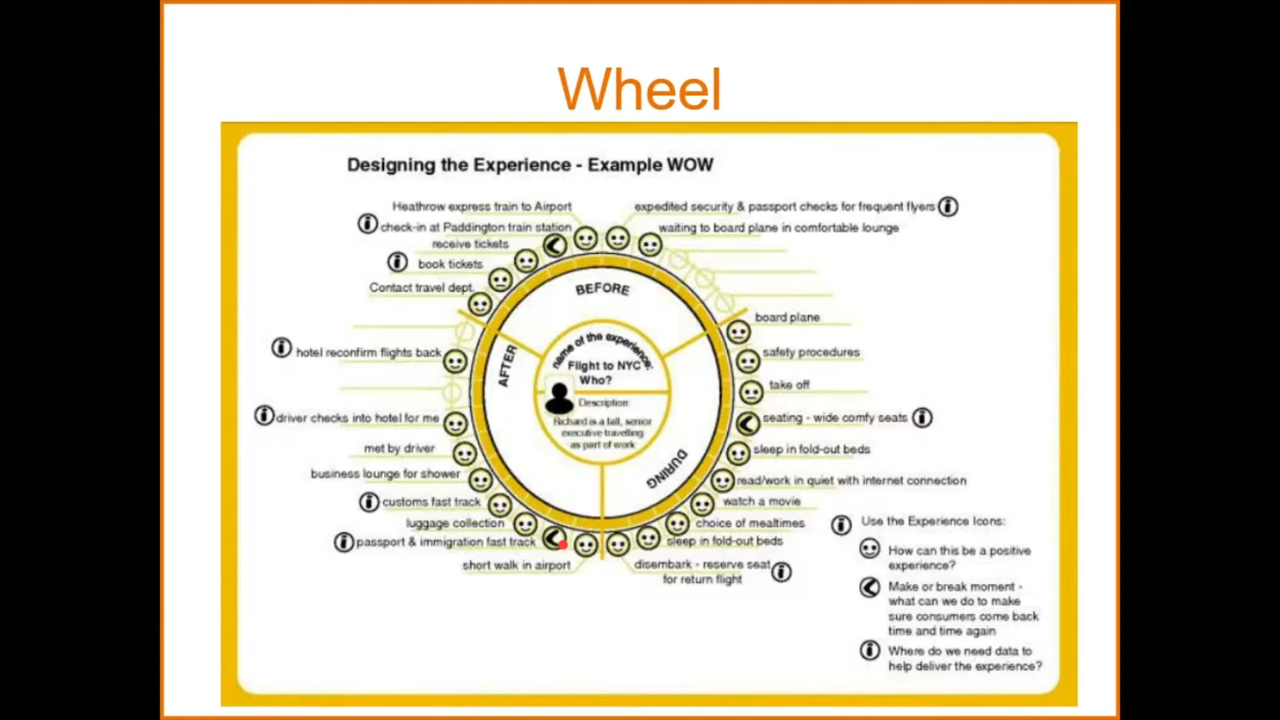 Wheel
Designing the Experience - Example WOW
Heathrow express train to Airport
check-in at Paddington train station
receive tickets
book tickets
Contact travel dept.
hotel reconfirm flights back
driver checks into hotel for me
met by driver
business lounge for shower
customs fast track
luggage collection
passport & immigration fast track
short walk in airport
expedited security & passport checks for frequent flyers
waiting to board plane in comfortable lounge
board plane
safety procedures
take off
seating - wide comfy seats
sleep in fold-out beds
read/work in quiet with internet connection
watch a movie
choice of mealtimes
sleep in fold-out beds
disembark - reserve seat
for return flight
BEFORE
AFTER
DURING
name of the experience:
Flight to NYC
Who?
Description:
Richard is a tall, senior
executive travelling
as part of work
Use the Experience Icons:
How can this be a positive
experience?
Make or break moment -
what can we do to make
sure consumers come back
time and time again
Where do we need data to
help deliver the experience?